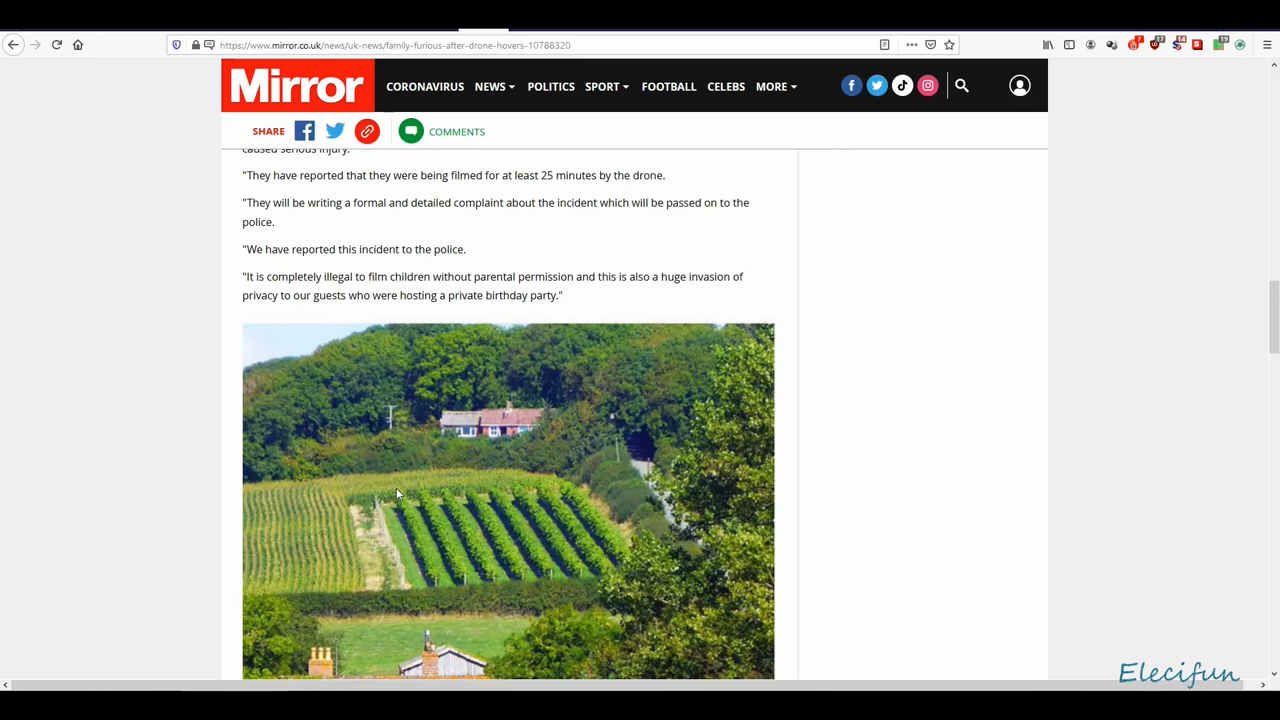 https://www.mirror.co.uk/news/uk-news/family-furious-after-drone-hovers-10788320
7
17
14
19
Mirror
CORONAVIRUS NEWS POLITICS SPORT FOOTBALL CELEBS MORE
SHARE COMMENTS
caused serious injury.
"They have reported that they were being filmed for at least 25 minutes by the drone.
"They will be writing a formal and detailed complaint about the incident which will be passed on to the
police.
"We have reported this incident to the police.
"It is completely illegal to film children without parental permission and this is also a huge invasion of
privacy to our guests who were hosting a private birthday party."
Elecifun